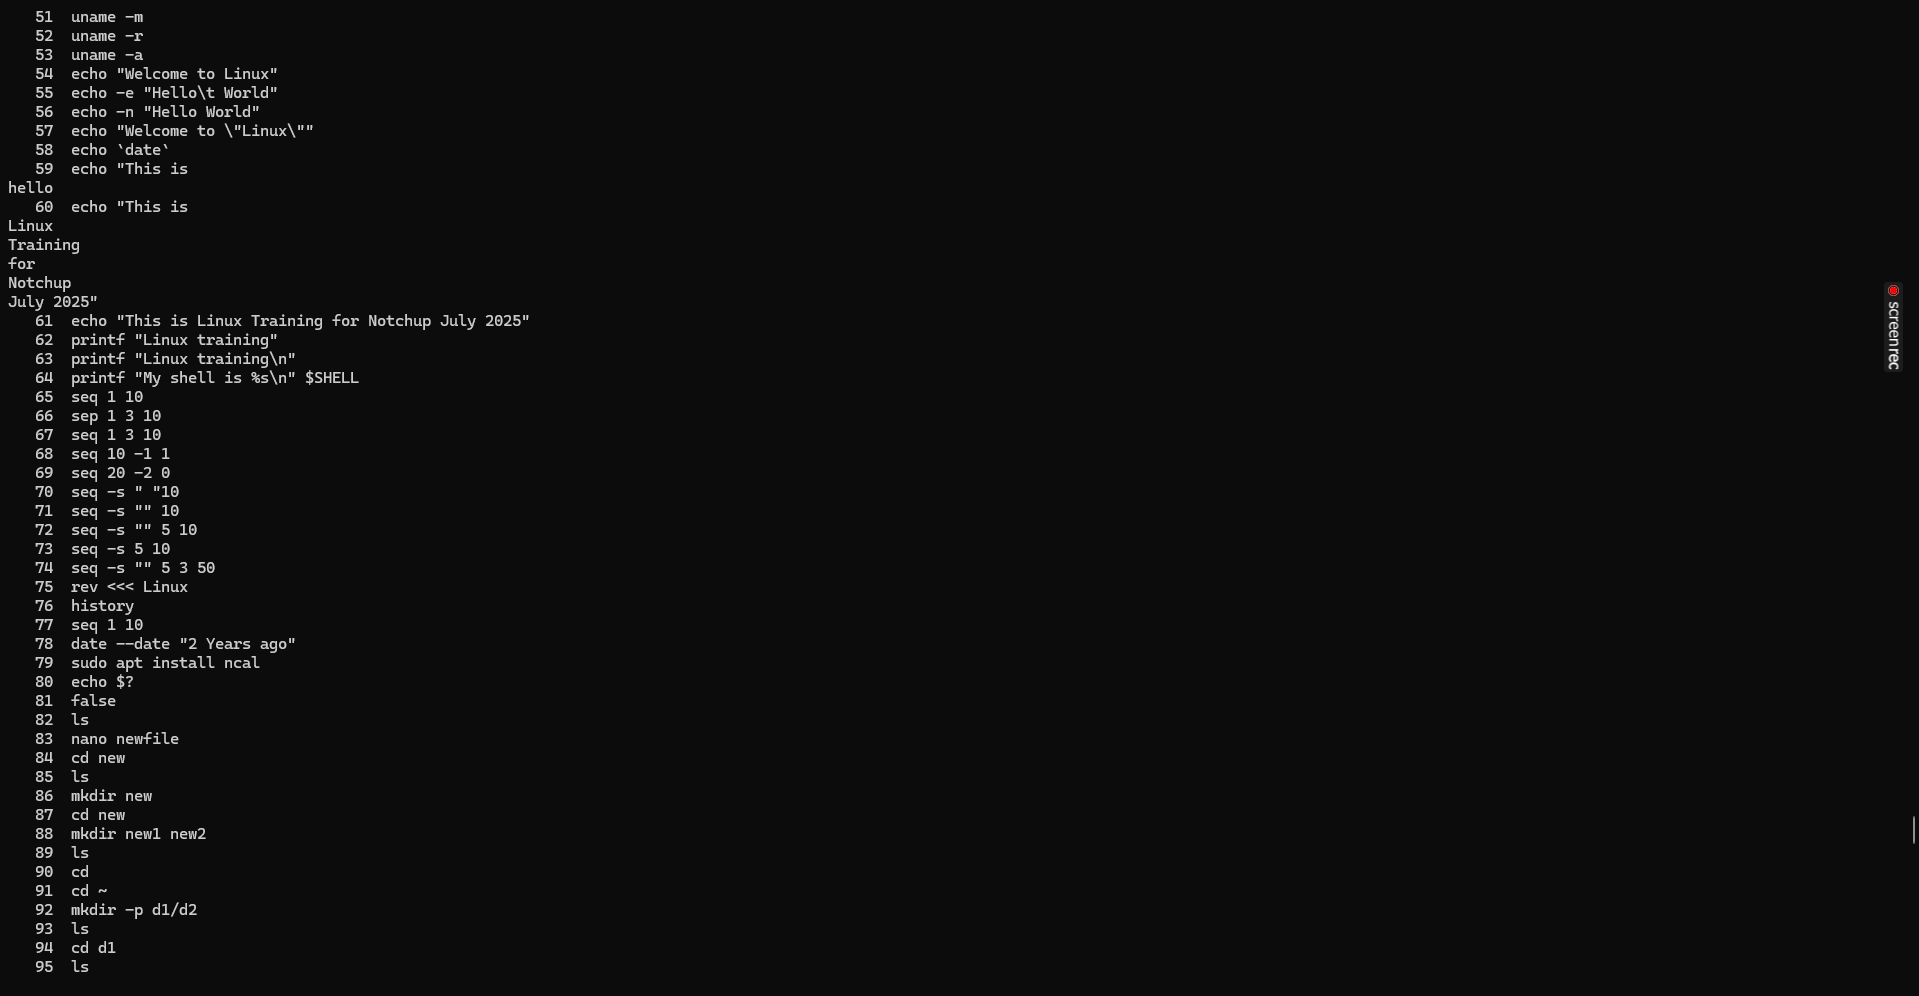 51 uname -m
52 uname -r
53 uname -a
54 echo "Welcome to Linux"
55 echo -e "Hello\t World"
56 echo -n "Hello World"
57 echo "Welcome to \"Linux\""
58 echo `date`
59 echo "This is
hello
60 echo "This is
Linux
Training
for
Notchup
July 2025"
61 echo "This is Linux Training for Notchup July 2025"
62 printf "Linux training"
63 printf "Linux training\n"
64 printf "My shell is %s\n" $SHELL
65 seq 1 10
66 sep 1 3 10
67 seq 1 3 10
68 seq 10 -1 1
69 seq 20 -2 0
70 seq -s " "10
71 seq -s "" 10
72 seq -s "" 5 10
73 seq -s 5 10
74 seq -s "" 5 3 50
75 rev <<< Linux
76 history
77 seq 1 10
78 date --date "2 Years ago"
79 sudo apt install ncal
80 echo $?
81 false
82 ls
83 nano newfile
84 cd new
85 ls
86 mkdir new
87 cd new
88 mkdir new1 new2
89 ls
90 cd
91 cd ~
92 mkdir -p d1/d2
93 ls
94 cd d1
95 ls
screenrec